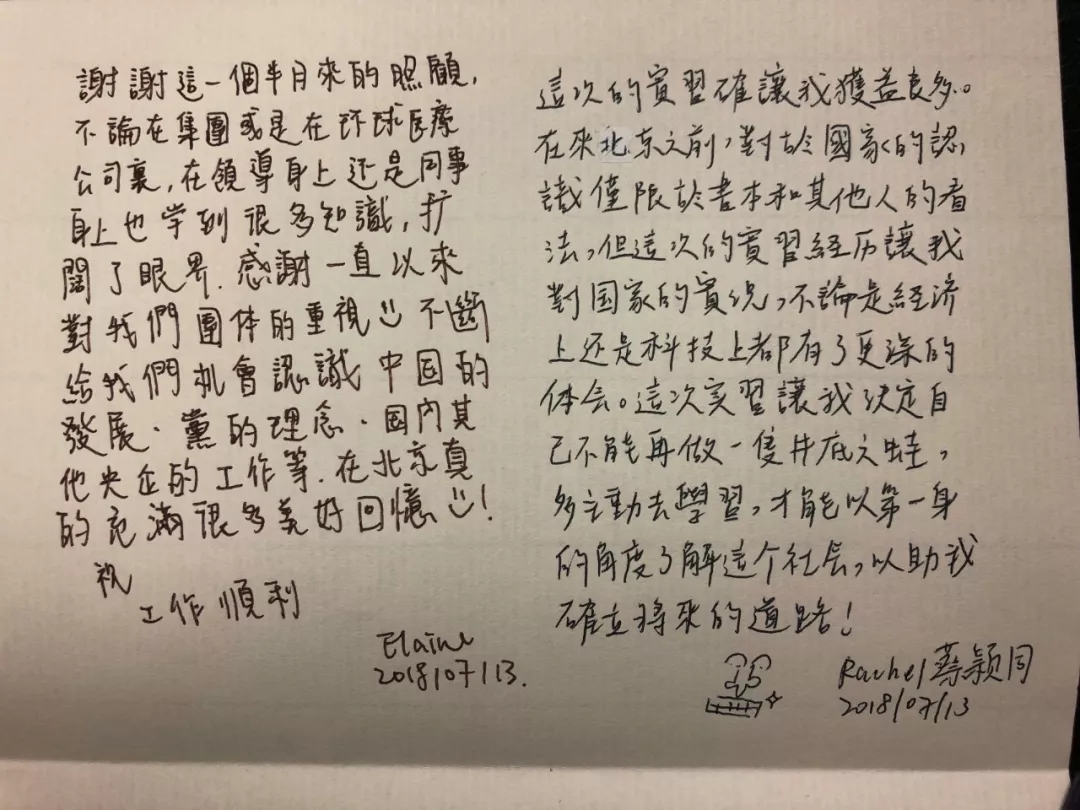 謝謝這一個半月來的照顧,
不論在集團或是在环球医療
公司裏,在領導身上还是同事
身上也学到很多知識,扩
闊了眼界.感謝一直以來
對我們團体的重視 不斷
給我們机會認識中国的
發展、黨的理念、国内其
他央企的工作等.在北京真
的充滿很多美好回憶!
祝
工作順利
Elaine
2018/07/13.
這次的實習確讓我獲益良多。
在來北京之前,對於國家的認
識僅限於書本和其他人的看
法,但這次的實習經历讓我
對国家的實况,不論是經济
上还是科技上都有了更深的
体会。這次实習讓我決定自
己不能再做一隻井底之蛙,
多主動去學習,才能以第一身
的角度了解這个社会,以助我
確立將來的道路!
Rachel 蔡穎同
2018/07/13